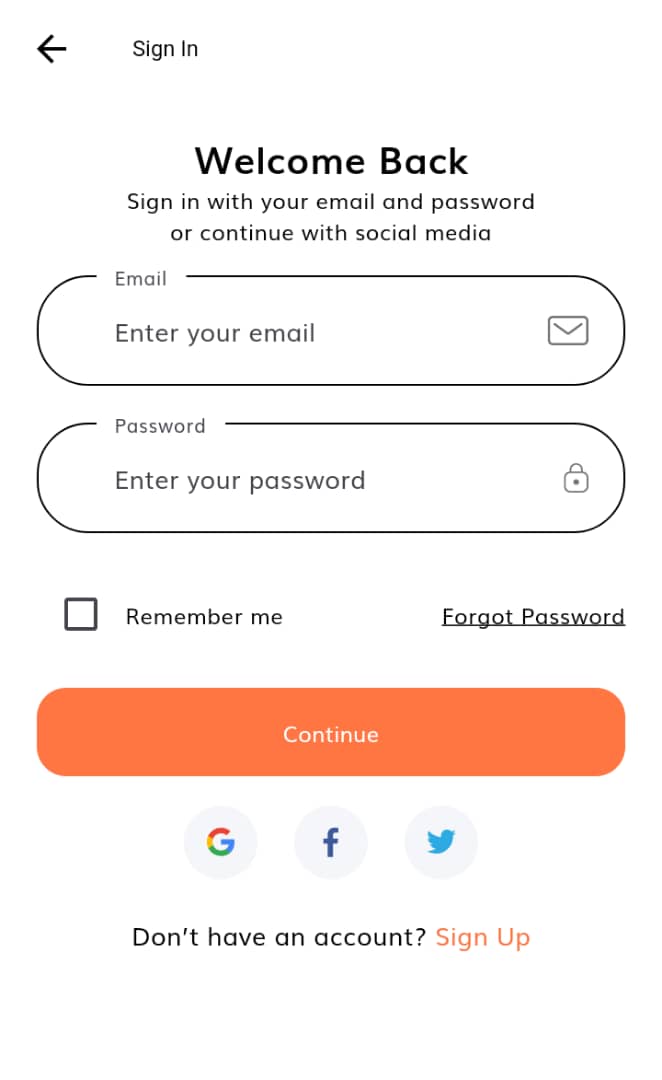 Sign In
Welcome Back
Sign in with your email and password
or continue with social media
Email
Enter your email
Password
Enter your password
Remember me Forgot Password
Continue
Don't have an account? Sign Up